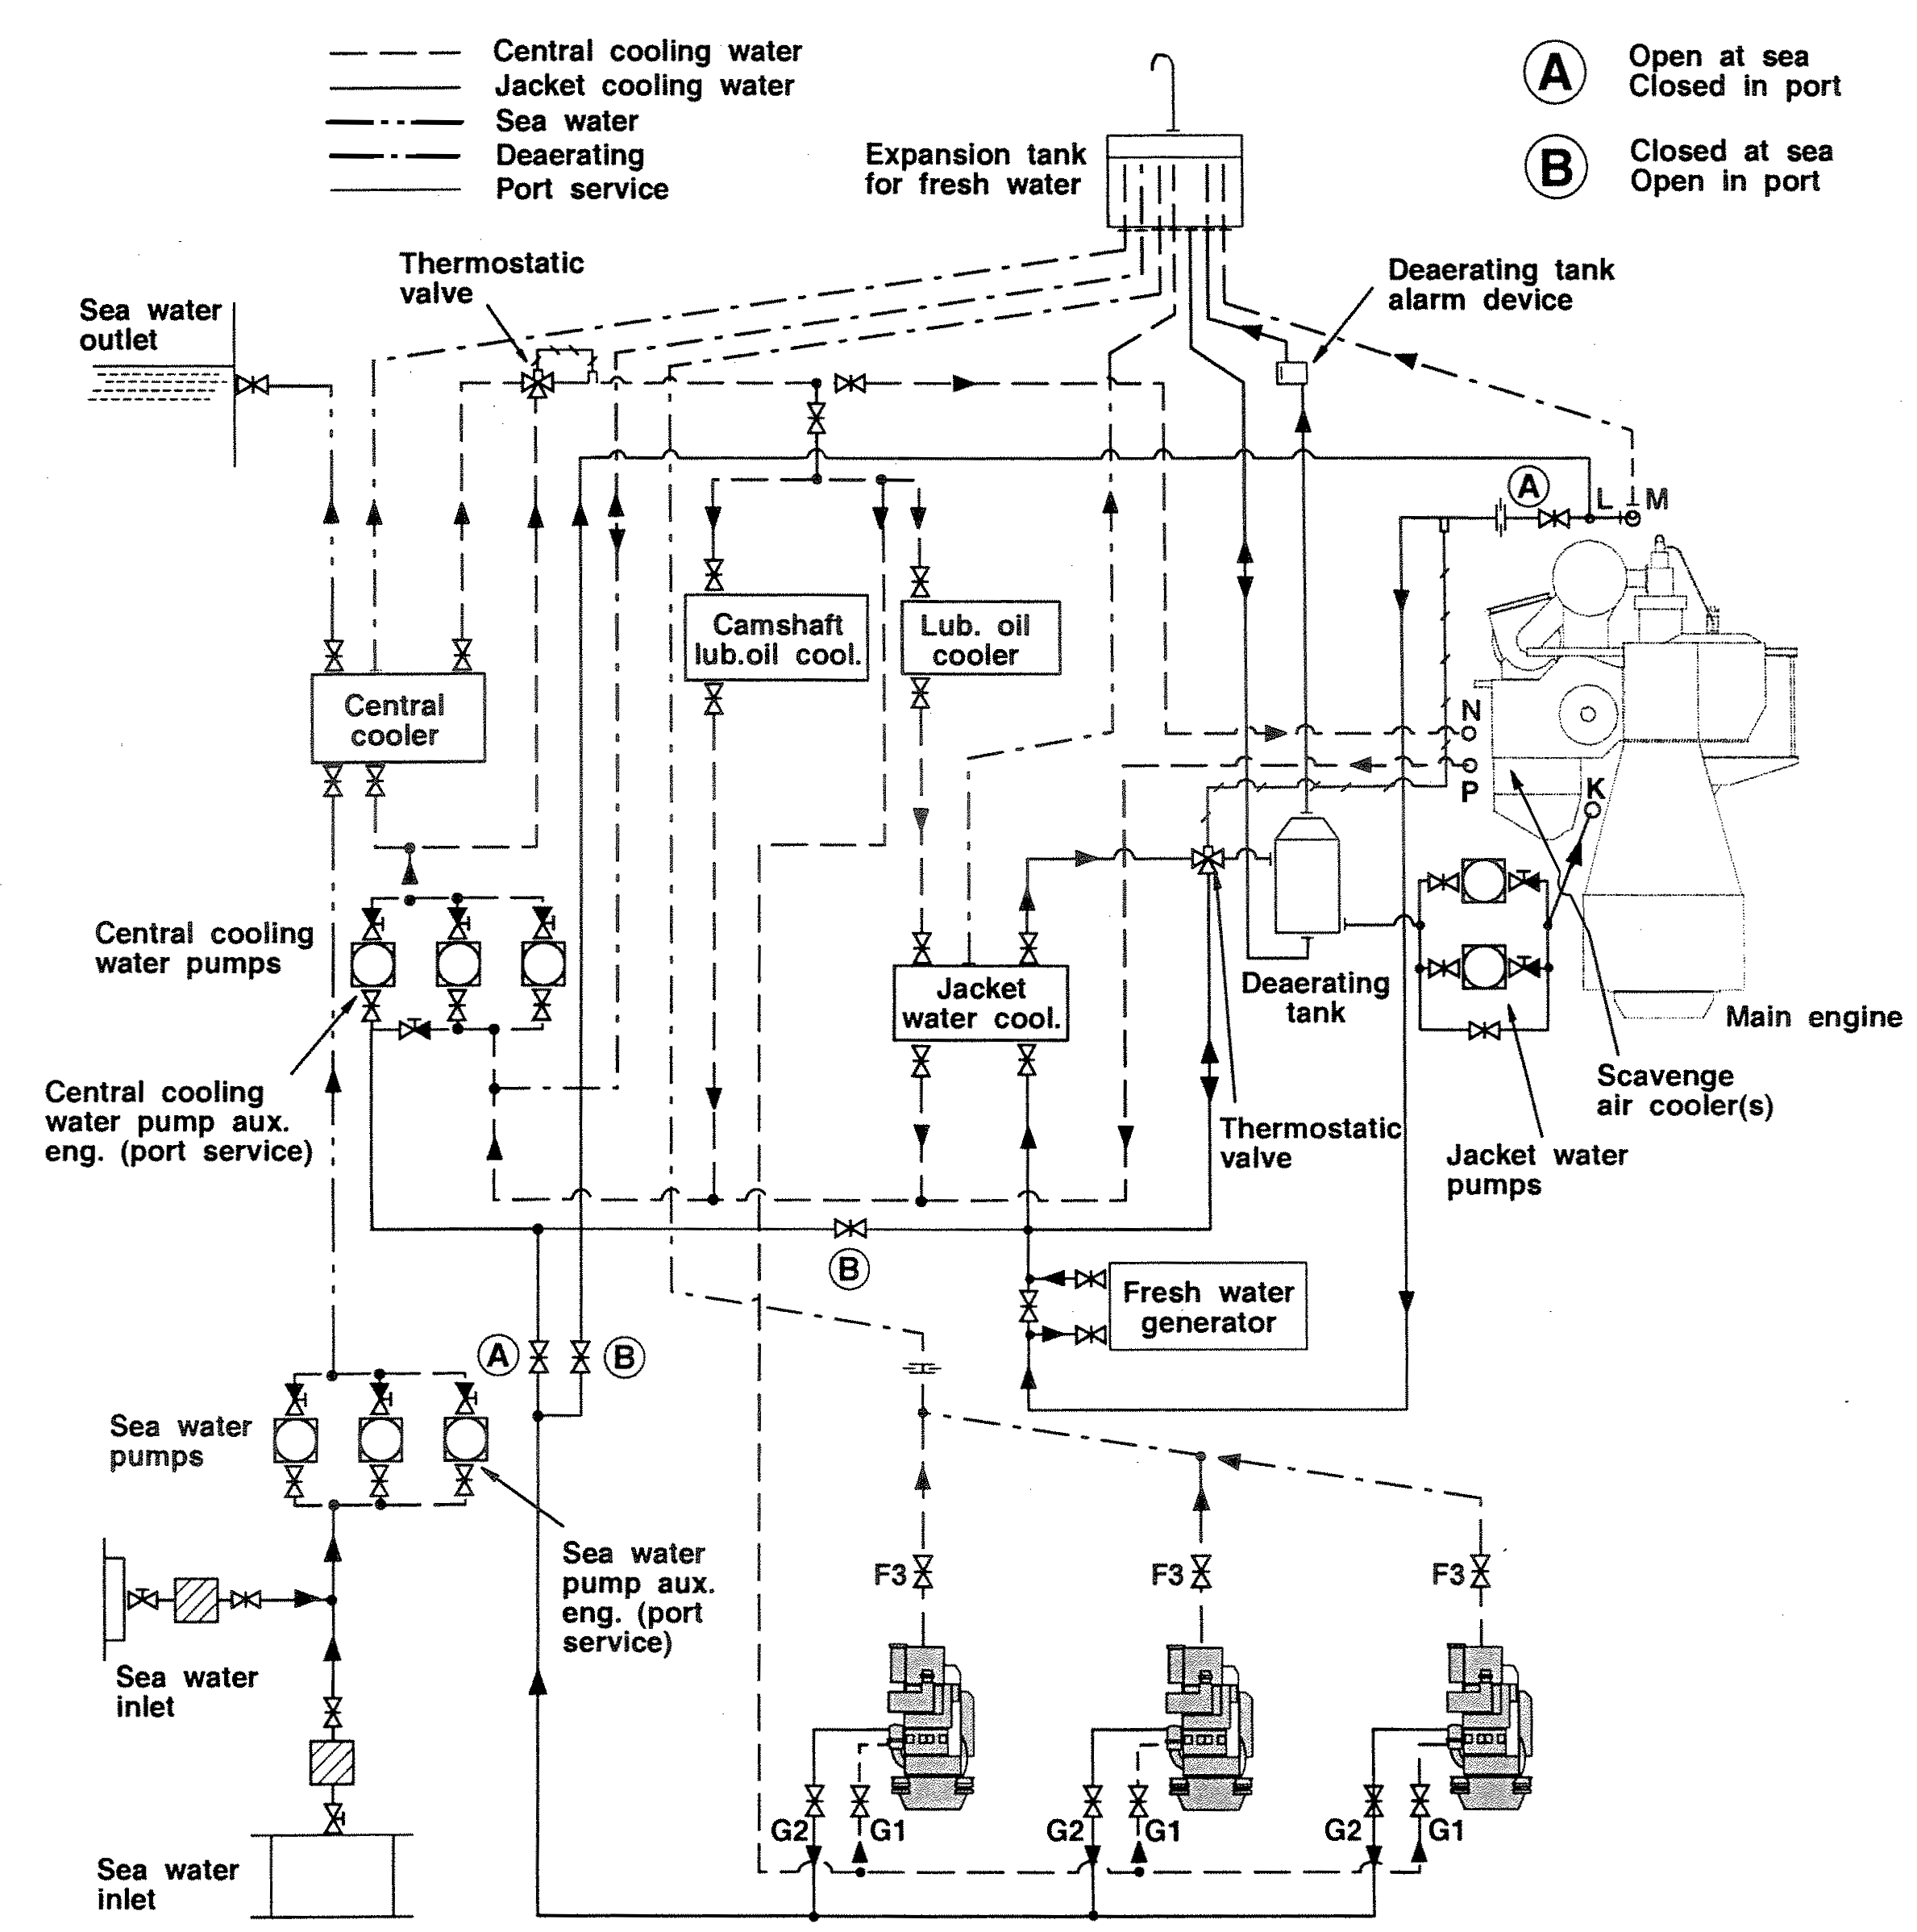 Central cooling water
Jacket cooling water
Sea water
Deaerating
Port service
A
Open at sea
Closed in port
B
Closed at sea
Open in port
Expansion tank
for fresh water
Thermostatic
valve
Deaerating tank
alarm device
Sea water
outlet
A
L
M
Camshaft
lub.oil cool.
Lub. oil
cooler
Central
cooler
N
P
K
Central cooling
water pumps
Jacket
water cool.
Deaerating
tank
Main engine
Central cooling
water pump aux.
eng. (port service)
Scavenge
air cooler(s)
Thermostatic
valve
Jacket water
pumps
B
Fresh water
generator
A
B
Sea water
pumps
Sea water
pump aux.
eng. (port
service)
F3
F3
F3
Sea water
inlet
G2
G1
G2
G1
G2
G1
Sea water
inlet